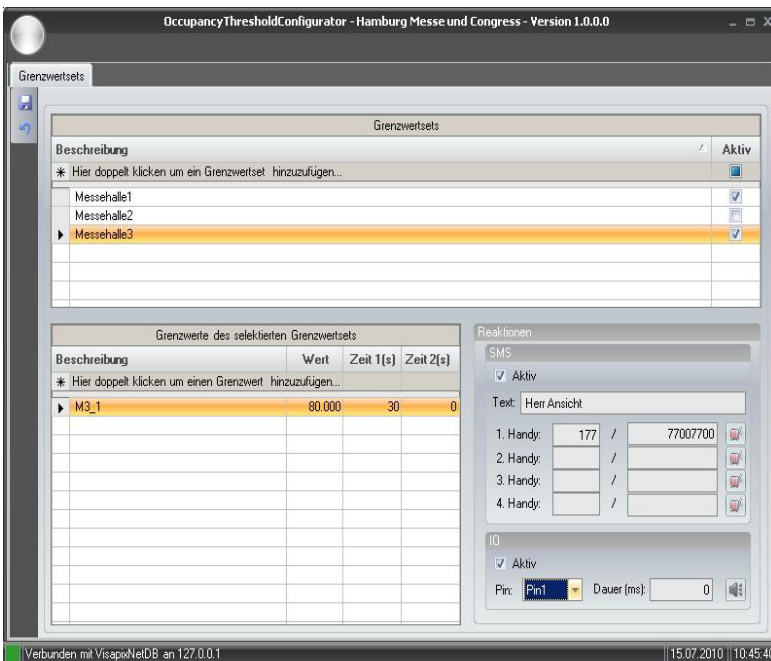 OccupancyThresholdConfigurator - Hamburg Messe und Congress - Version 1.0.0.0
Grenzwertsets
Grenzwertsets
Beschreibung Aktiv
Hier doppelt klicken um ein Grenzwertset hinzuzufügen...
Messehalle1
Messehalle2
Messehalle3
Grenzwerte des selektierten Grenzwertsets
Beschreibung Wert Zeit 1(s) Zeit 2(s)
Hier doppelt klicken um einen Grenzwert hinzuzufügen...
M3_1 80.000 30 0
Reaktionen
SMS
Aktiv
Text: Herr Ansicht
1. Handy: 177 / 77007700
2. Handy: /
3. Handy: /
4. Handy: /
IO
Aktiv
Pin: Pin1 Dauer (ms): 0
Verbunden mit VisapixNetDB an 127.0.0.1 15.07.2010 10:45:40